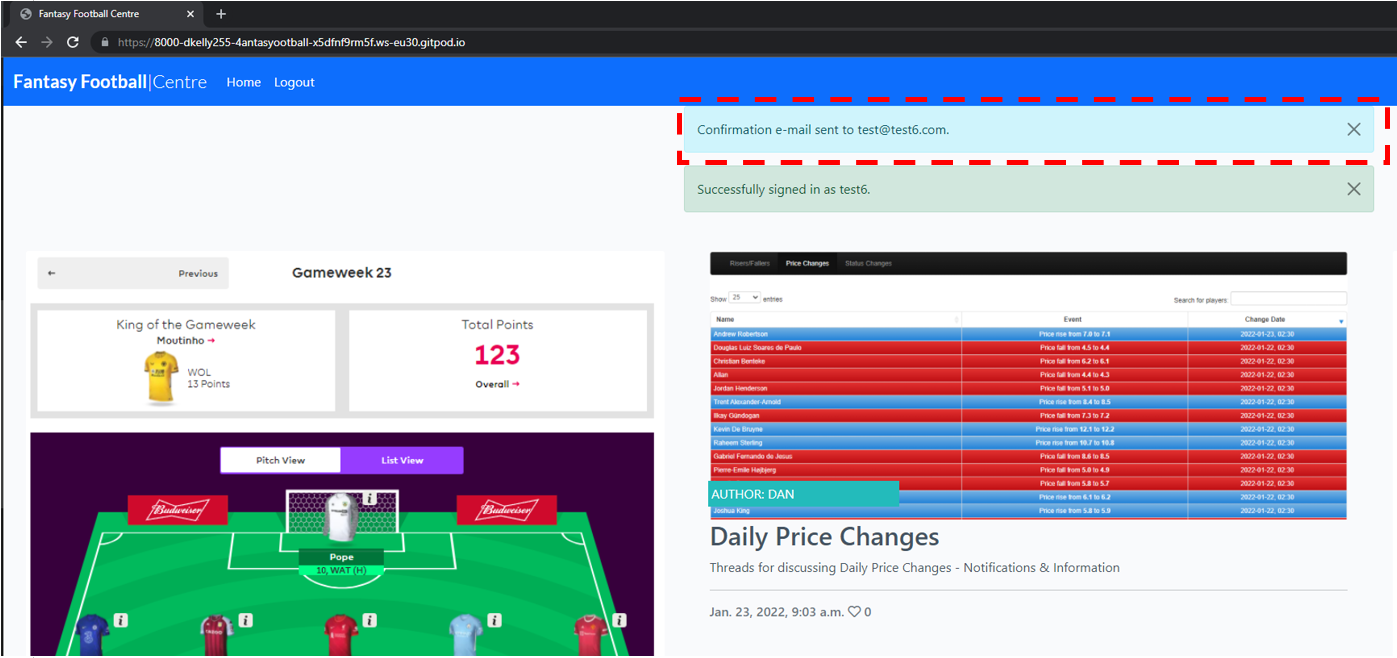 Fantasy Football Centre
https://8000-dkelly255-4antasyootball-x5dfnf9rm5f.ws-eu30.gitpod.io
Fantasy Football|Centre Home Logout
Confirmation e-mail sent to test@test6.com.
Successfully signed in as test6.
← Previous
Gameweek 23
King of the Gameweek
Moutinho →
WOL
13 Points
Total Points
123
Overall →
Pitch View
List View
Budweiser
Budweiser
Pope
10, WAT (H)
Risers/Fallers Price Changes Status Changes
Show 25 entries
Search for players:
Name Event Change Date
Andrew Robertson Price rise from 7.0 to 7.1 2022-01-23, 02:30
Douglas Luiz Soares de Paulo Price fall from 4.5 to 4.4 2022-01-22, 02:30
Christian Benteke Price fall from 6.2 to 6.1 2022-01-22, 02:30
Allan Price fall from 4.4 to 4.3 2022-01-22, 02:30
Jordan Henderson Price fall from 5.1 to 5.0 2022-01-22, 02:30
Trent Alexander-Arnold Price rise from 8.4 to 8.5 2022-01-22, 02:30
Ilkay Gündogan Price fall from 7.3 to 7.2 2022-01-22, 02:30
Kevin De Bruyne Price rise from 12.1 to 12.2 2022-01-22, 02:30
Raheem Sterling Price rise from 10.7 to 10.8 2022-01-22, 02:30
Gabriel Fernando de Jesus Price fall from 8.6 to 8.5 2022-01-22, 02:30
Pierre-Emile Højbjerg Price fall from 5.0 to 4.9 2022-01-22, 02:30
Price fall from 5.8 to 5.7 2022-01-22, 02:30
AUTHOR: DAN
Price rise from 6.1 to 6.2 2022-01-22, 02:30
Joshua King Price rise from 5.8 to 5.9 2022-01-22, 02:30
Daily Price Changes
Threads for discussing Daily Price Changes - Notifications & Information
Jan. 23, 2022, 9:03 a.m. 0